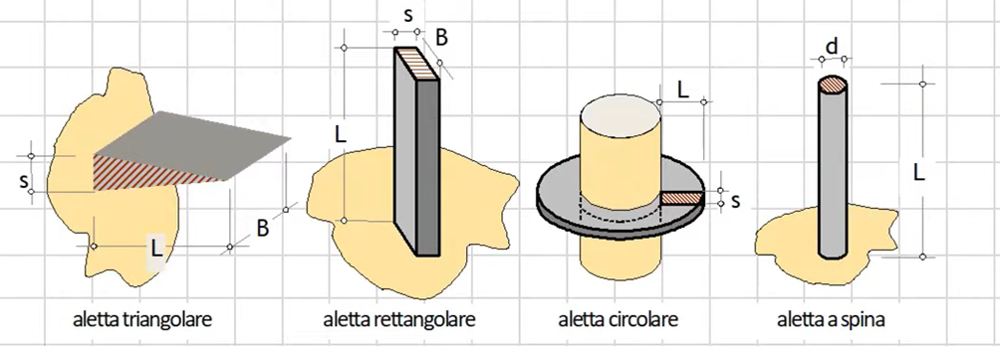 s
B
L
aletta triangolare
s
B
L
aletta rettangolare
L
s
aletta circolare
d
L
aletta a spina